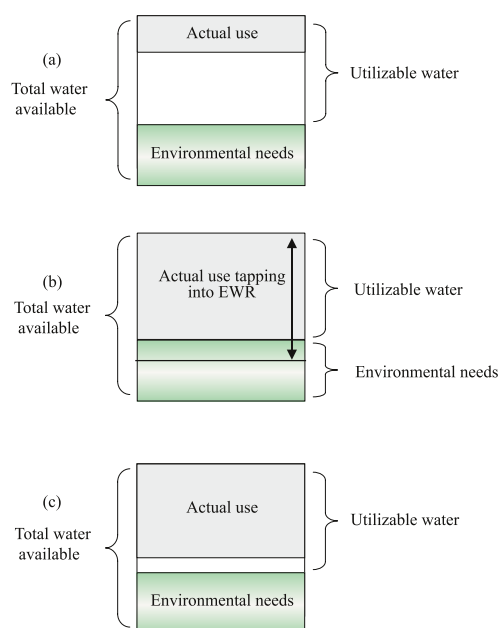 Actual use
(a)
Total water
available
Utilizable water
Environmental needs
(b)
Total water
available
Actual use tapping
into EWR
Utilizable water
Environmental needs
(c)
Total water
available
Actual use
Utilizable water
Environmental needs